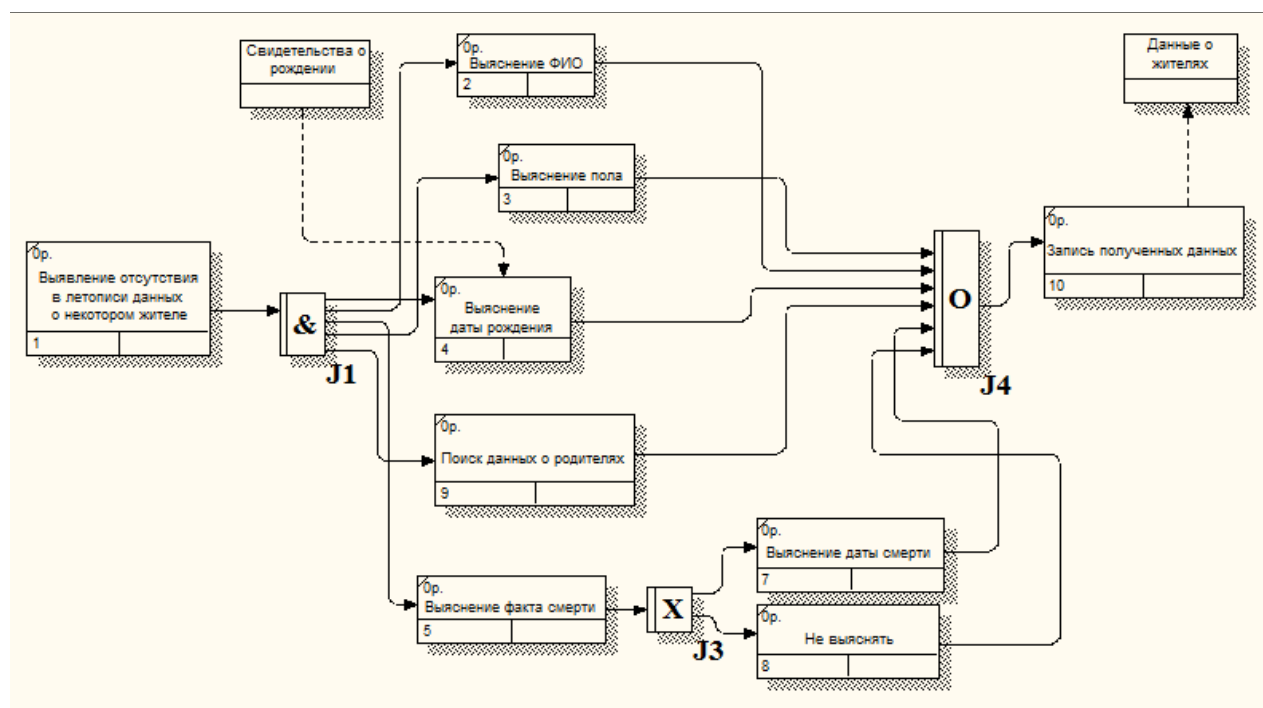 Свидетельства о
рождении
0р.
Выяснение ФИО
2
Данные о
жителях
0р.
Выяснение пола
3
0р.
Выявление отсутствия
в летописи данных
о некотором жителе
1
&
J1
0р.
Выяснение
даты рождения
4
O
J4
0р.
Запись полученных данных
10
0р.
Поиск данных о родителях
9
0р.
Выяснение факта смерти
5
X
J3
0р.
Выяснение даты смерти
7
0р.
Не выяснять
8